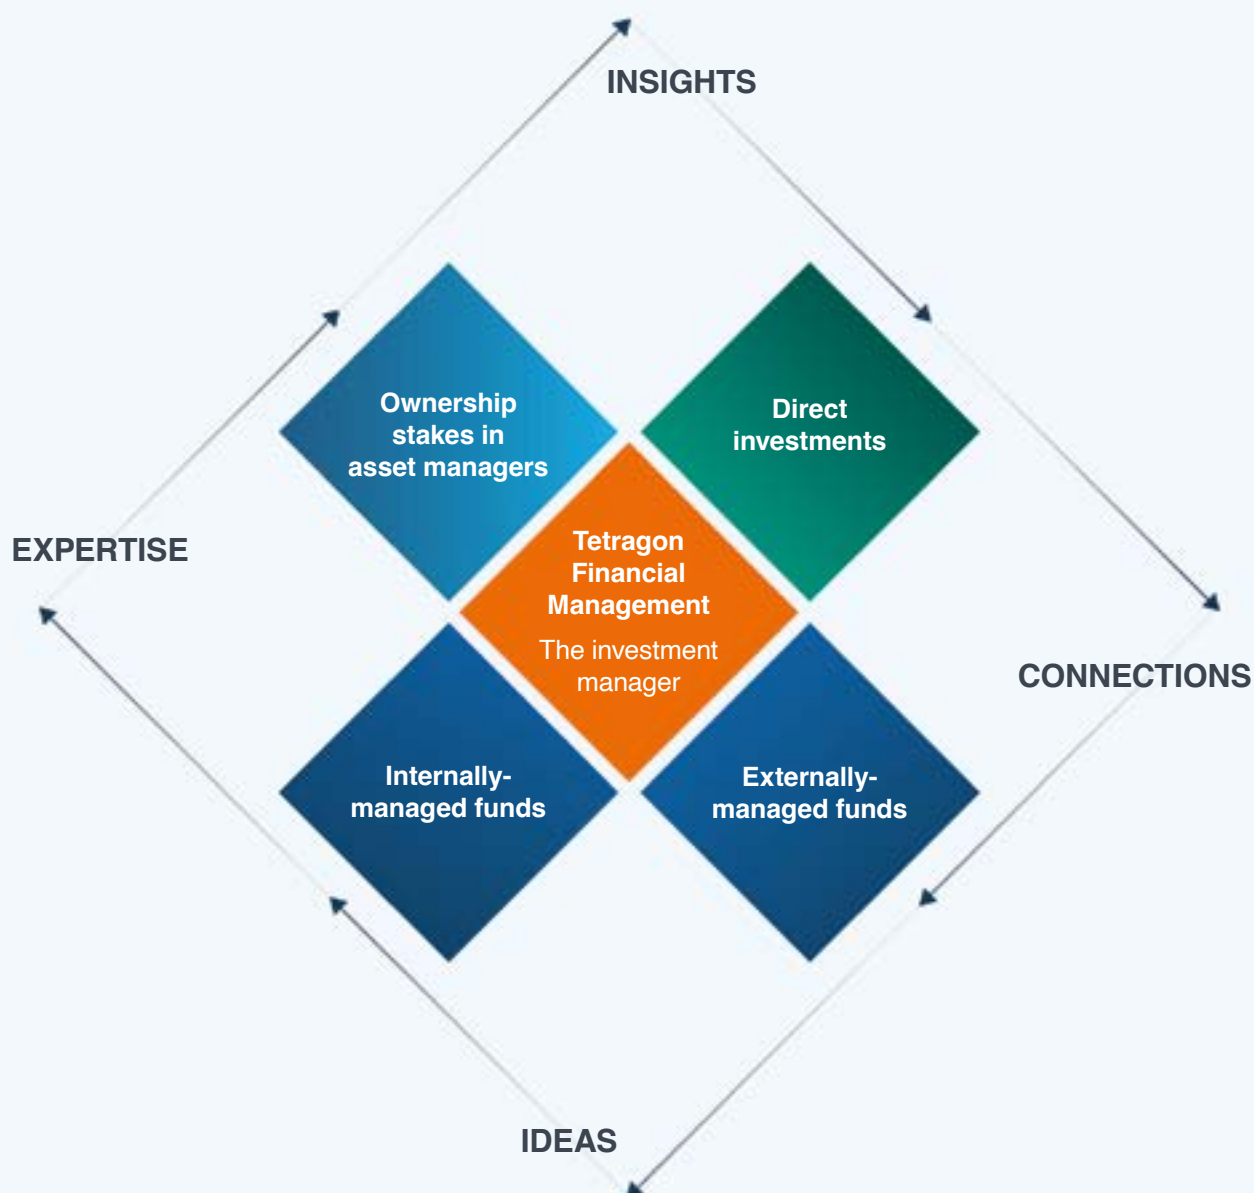 INSIGHTS
Ownership
stakes in
asset managers
Direct
investments
EXPERTISE
Tetragon
Financial
Management
The investment
manager
CONNECTIONS
Internally-
managed funds
Externally-
managed funds
IDEAS